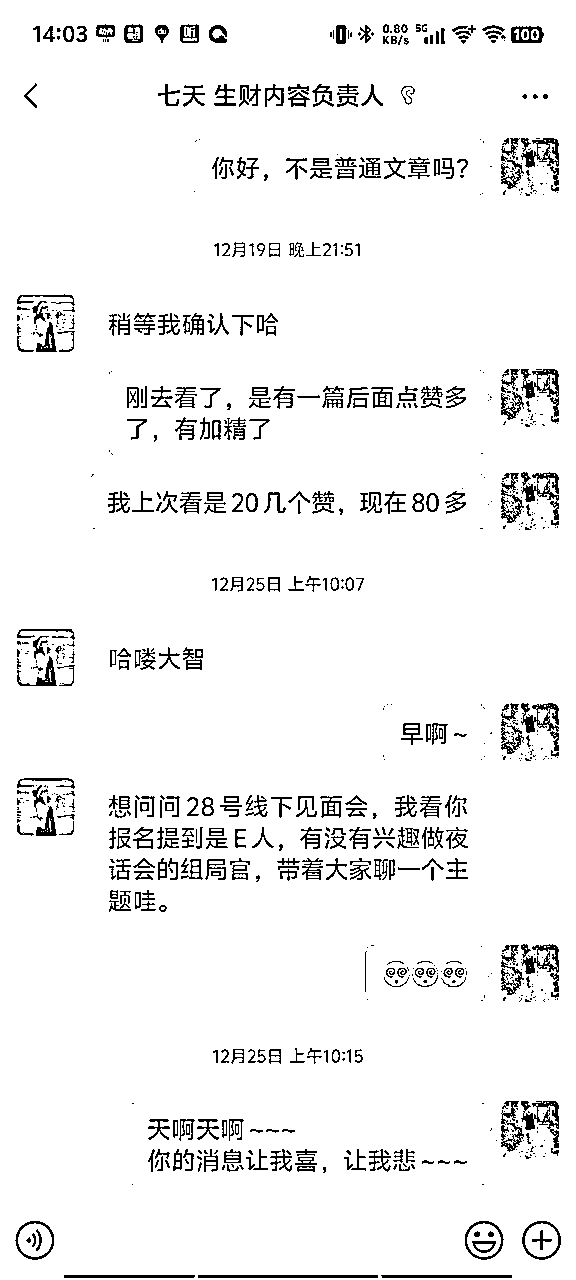 14:03
0.80 KB/s 5G 100
七天 生财内容负责人
你好，不是普通文章吗？
12月19日 晚上21:51
稍等我确认下哈
刚去看了，是有一篇后面点赞多
了，有加精了
我上次看是20几个赞，现在80多
12月25日 上午10:07
哈喽大智
早啊~
想问问28号线下见面会，我看你
报名提到是E人，有没有兴趣做夜
话会的组局官，带着大家聊一个主
题哇。
12月25日 上午10:15
天啊天啊~~~
你的消息让我喜，让我悲~~~